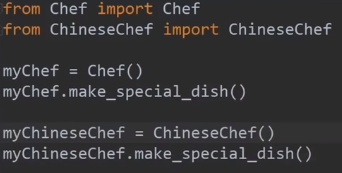 from Chef import Chef
from ChineseChef import ChineseChef
myChef = Chef()
myChef.make_special_dish()
myChineseChef = ChineseChef()
myChineseChef.make_special_dish()